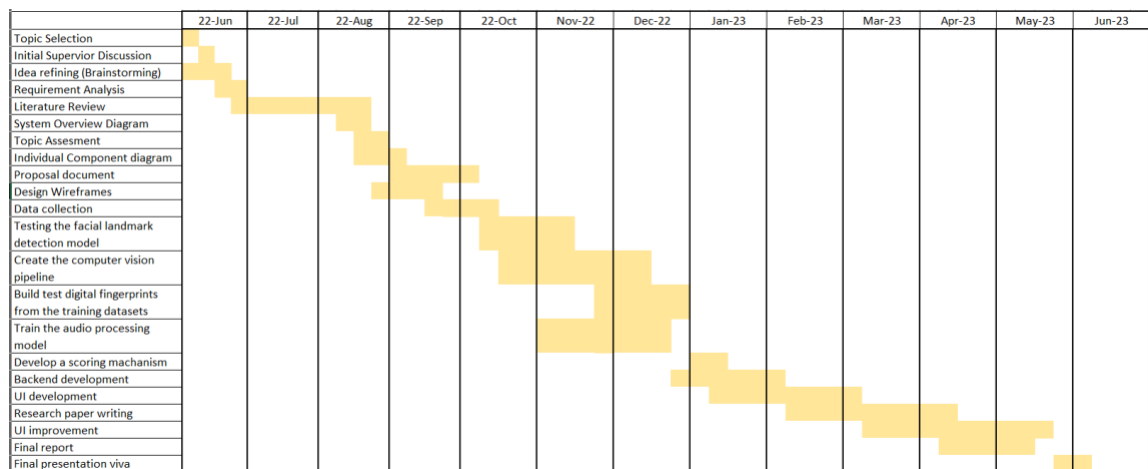 22-Jun 22-Jul 22-Aug 22-Sep 22-Oct Nov-22 Dec-22 Jan-23 Feb-23 Mar-23 Apr-23 May-23 Jun-23
Topic Selection
Initial Supervior Discussion
Idea refining (Brainstorming)
Requirement Analysis
Literature Review
System Overview Diagram
Topic Assesment
Individual Component diagram
Proposal document
Design Wireframes
Data collection
Testing the facial landmark
detection model
Create the computer vision
pipeline
Build test digital fingerprints
from the training datasets
Train the audio processing
model
Develop a scoring machanism
Backend development
UI development
Research paper writing
UI improvement
Final report
Final presentation viva